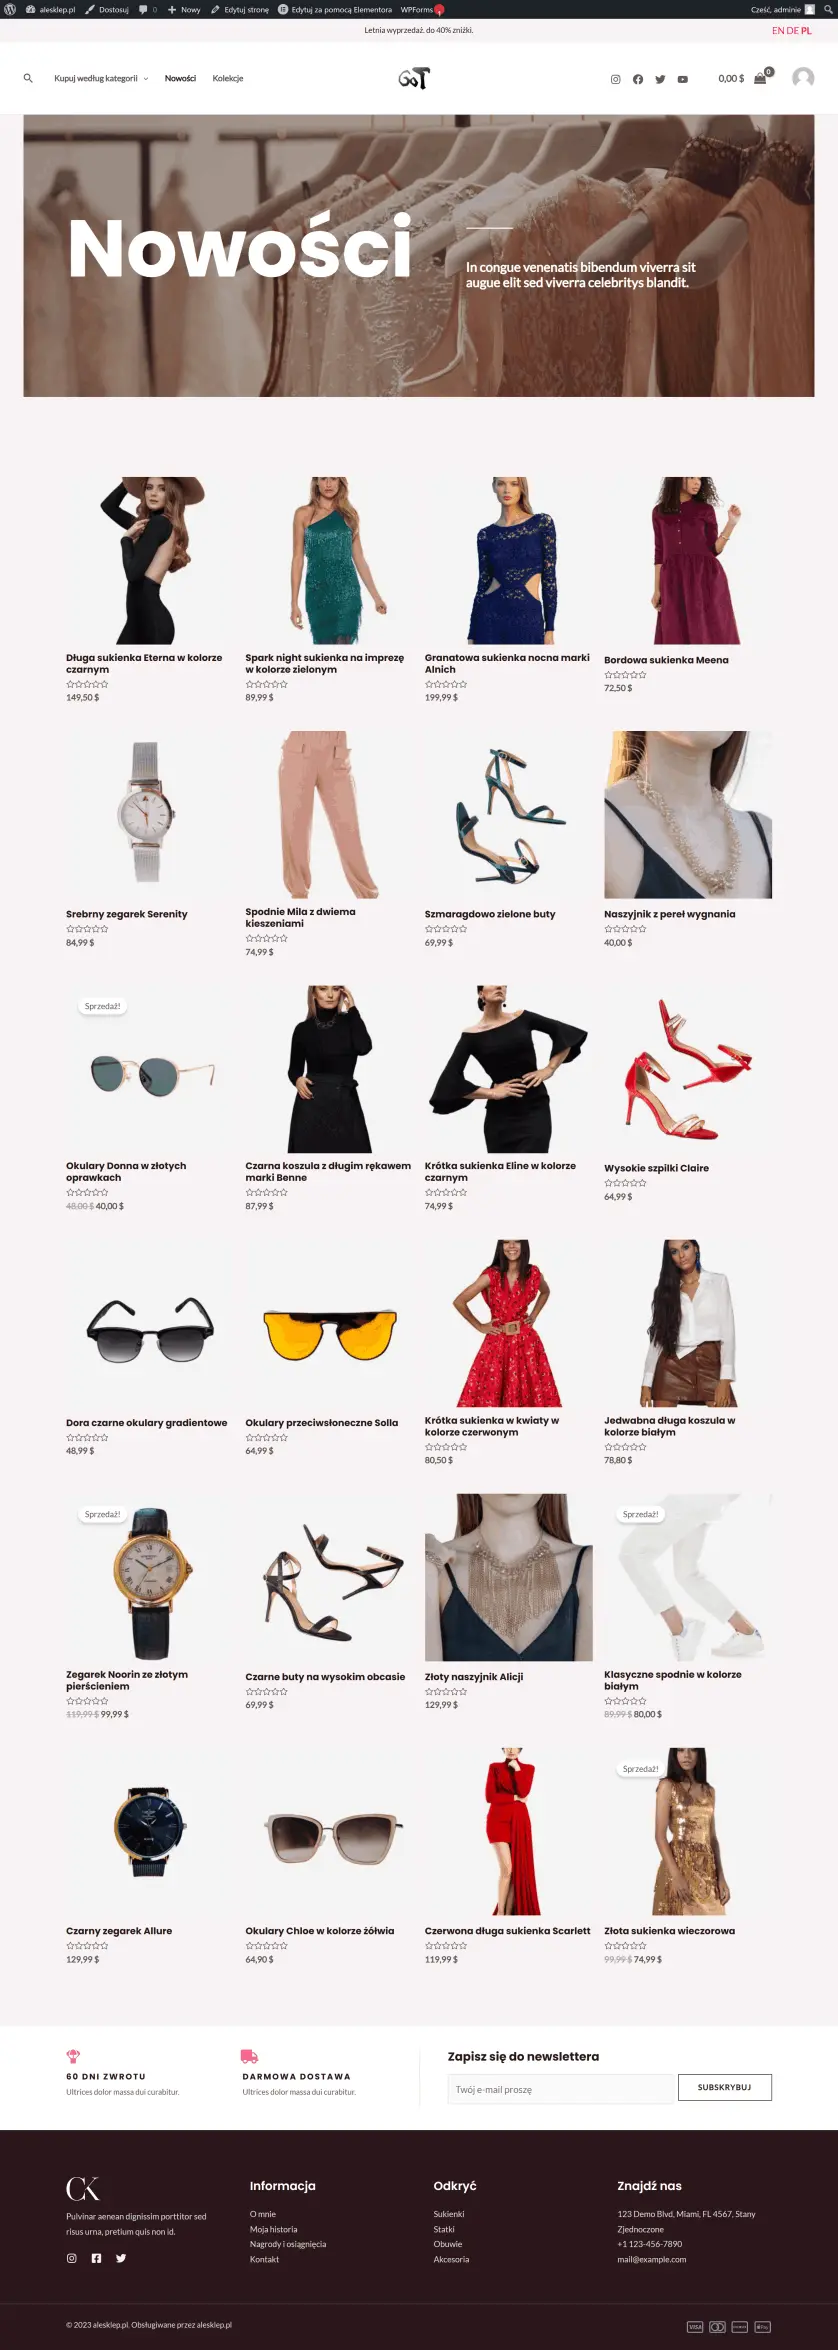 alesklep.pl Dostosuj 0 Nowy Edytuj stronę Edytuj za pomocą Elementora WPForms 1 Cześć, adminie
Letnia wyprzedaż. do 40% zniżki. EN DE PL
Kupuj według kategorii Nowości Kolekcje GOT 0,00 $ 0
Nowości
In congue venenatis bibendum viverra sit
augue elit sed viverra celebritys blandit.
Długa sukienka Eterna w kolorze
czarnym
149,50 $
Spark night sukienka na imprezę
w kolorze zielonym
89,99 $
Granatowa sukienka nocna marki
Alnich
199,99 $
Bordowa sukienka Meena
72,50 $
Srebrny zegarek Serenity
84,99 $
Spodnie Mila z dwiema
kieszeniami
74,99 $
Szmaragdowo zielone buty
69,99 $
Naszyjnik z pereł wygnania
40,00 $
Sprzedaż!
Okulary Donna w złotych
oprawkach
48,00 $ 40,00 $
Czarna koszula z długim rękawem
marki Benne
87,99 $
Krótka sukienka Eline w kolorze
czarnym
74,99 $
Wysokie szpilki Claire
64,99 $
Dora czarne okulary gradientowe
48,99 $
Okulary przeciwsłoneczne Solla
64,99 $
Krótka sukienka w kwiaty w
kolorze czerwonym
80,50 $
Jedwabna długa koszula w
kolorze białym
78,80 $
Sprzedaż!
Zegarek Noorin ze złotym
pierścieniem
119,99 $ 99,99 $
Czarne buty na wysokim obcasie
69,99 $
Złoty naszyjnik Alicji
129,99 $
Sprzedaż!
Klasyczne spodnie w kolorze
białym
89,99 $ 80,00 $
Czarny zegarek Allure
129,99 $
Okulary Chloe w kolorze żółwia
64,90 $
Czerwona długa sukienka Scarlett
119,99 $
Sprzedaż!
Złota sukienka wieczorowa
99,99 $ 74,99 $
60 DNI ZWROTU
Ultrices dolor massa dui curabitur.
DARMOWA DOSTAWA
Ultrices dolor massa dui curabitur.
Zapisz się do newslettera
Twój e-mail proszę
SUBSKRYBUJ
CK
Pulvinar aenean dignissim porttitor sed
risus urna, pretium quis non id.
Informacja
O mnie
Moja historia
Nagrody i osiągnięcia
Kontakt
Odkryć
Sukienki
Statki
Obuwie
Akcesoria
Znajdź nas
123 Demo Blvd, Miami, FL 4567, Stany
Zjednoczone
+1 123-456-7890
mail@example.com
© 2023 alesklep.pl. Obsługiwane przez alesklep.pl
VISA